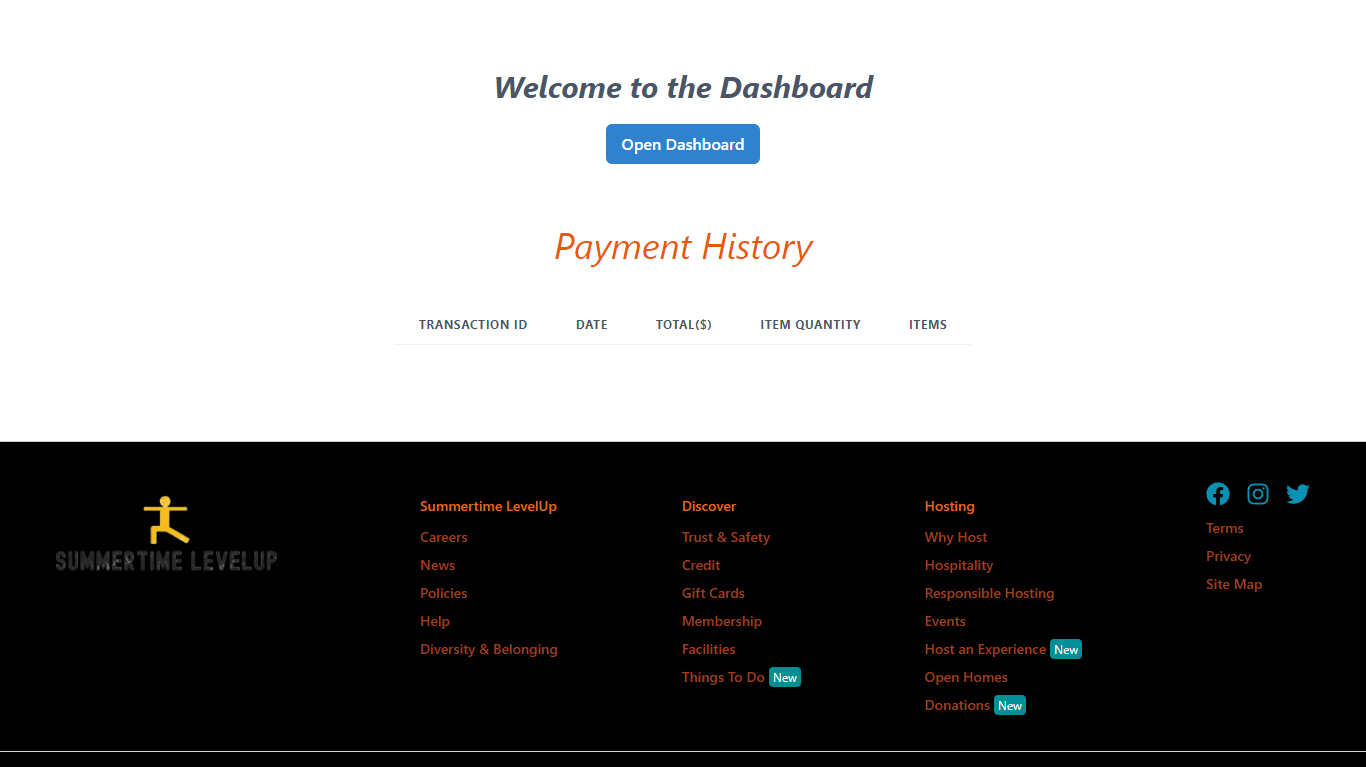 Welcome to the Dashboard
Open Dashboard
Payment History
TRANSACTION ID DATE TOTAL($) ITEM QUANTITY ITEMS
SUMMERTIME LEVELUP
Summertime LevelUp
Careers
News
Policies
Help
Diversity & Belonging
Discover
Trust & Safety
Credit
Gift Cards
Membership
Facilities
Things To Do New
Hosting
Why Host
Hospitality
Responsible Hosting
Events
Host an Experience New
Open Homes
Donations New
Terms
Privacy
Site Map